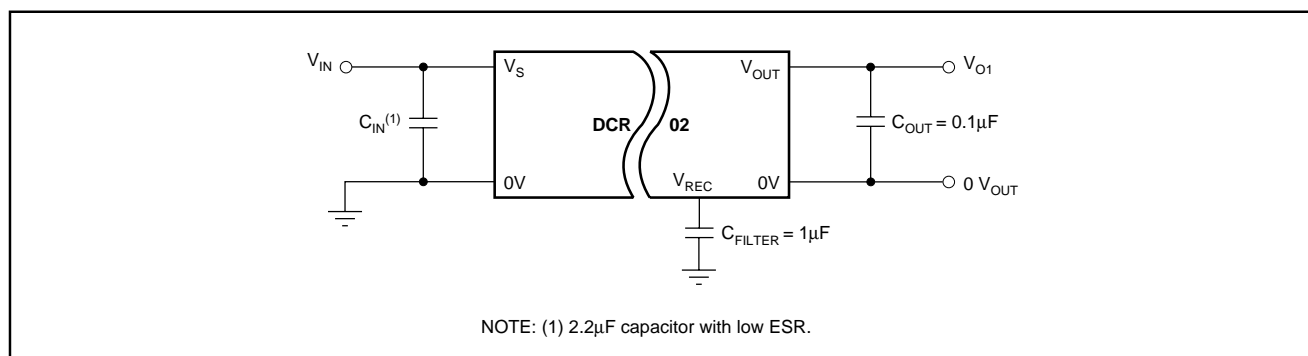 V_IN
C_IN^(1)
V_S
0V
DCR 02
V_OUT
V_REC
0V
V_O1
C_OUT = 0.1μF
0 V_OUT
C_FILTER = 1μF
NOTE: (1) 2.2μF capacitor with low ESR.